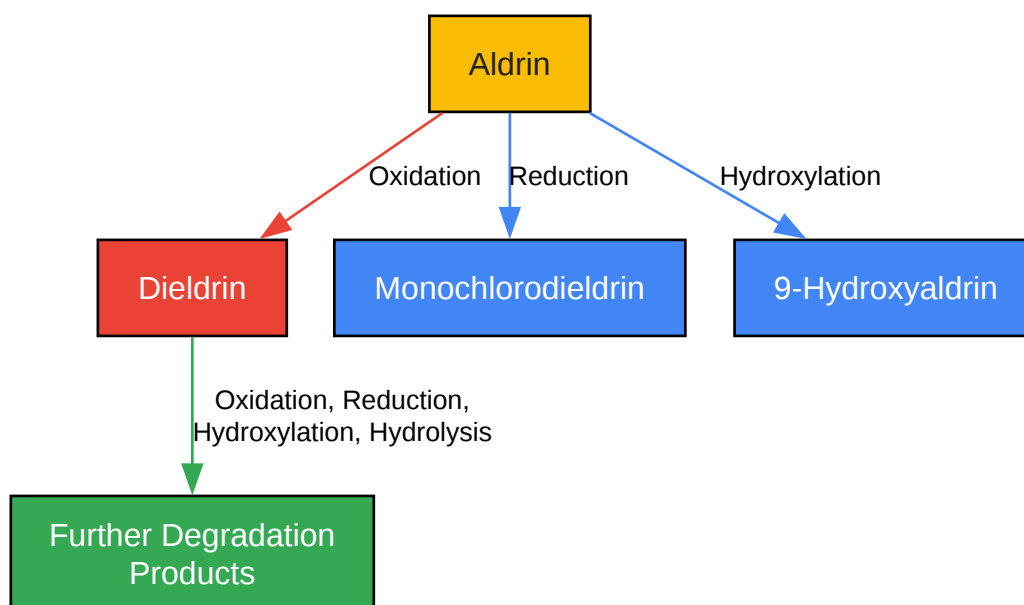 Aldrin
Oxidation
Reduction
Hydroxylation
Dieldrin
Monochlorodieldrin
9-Hydroxyaldrin
Oxidation, Reduction,
Hydroxylation, Hydrolysis
Further Degradation
Products